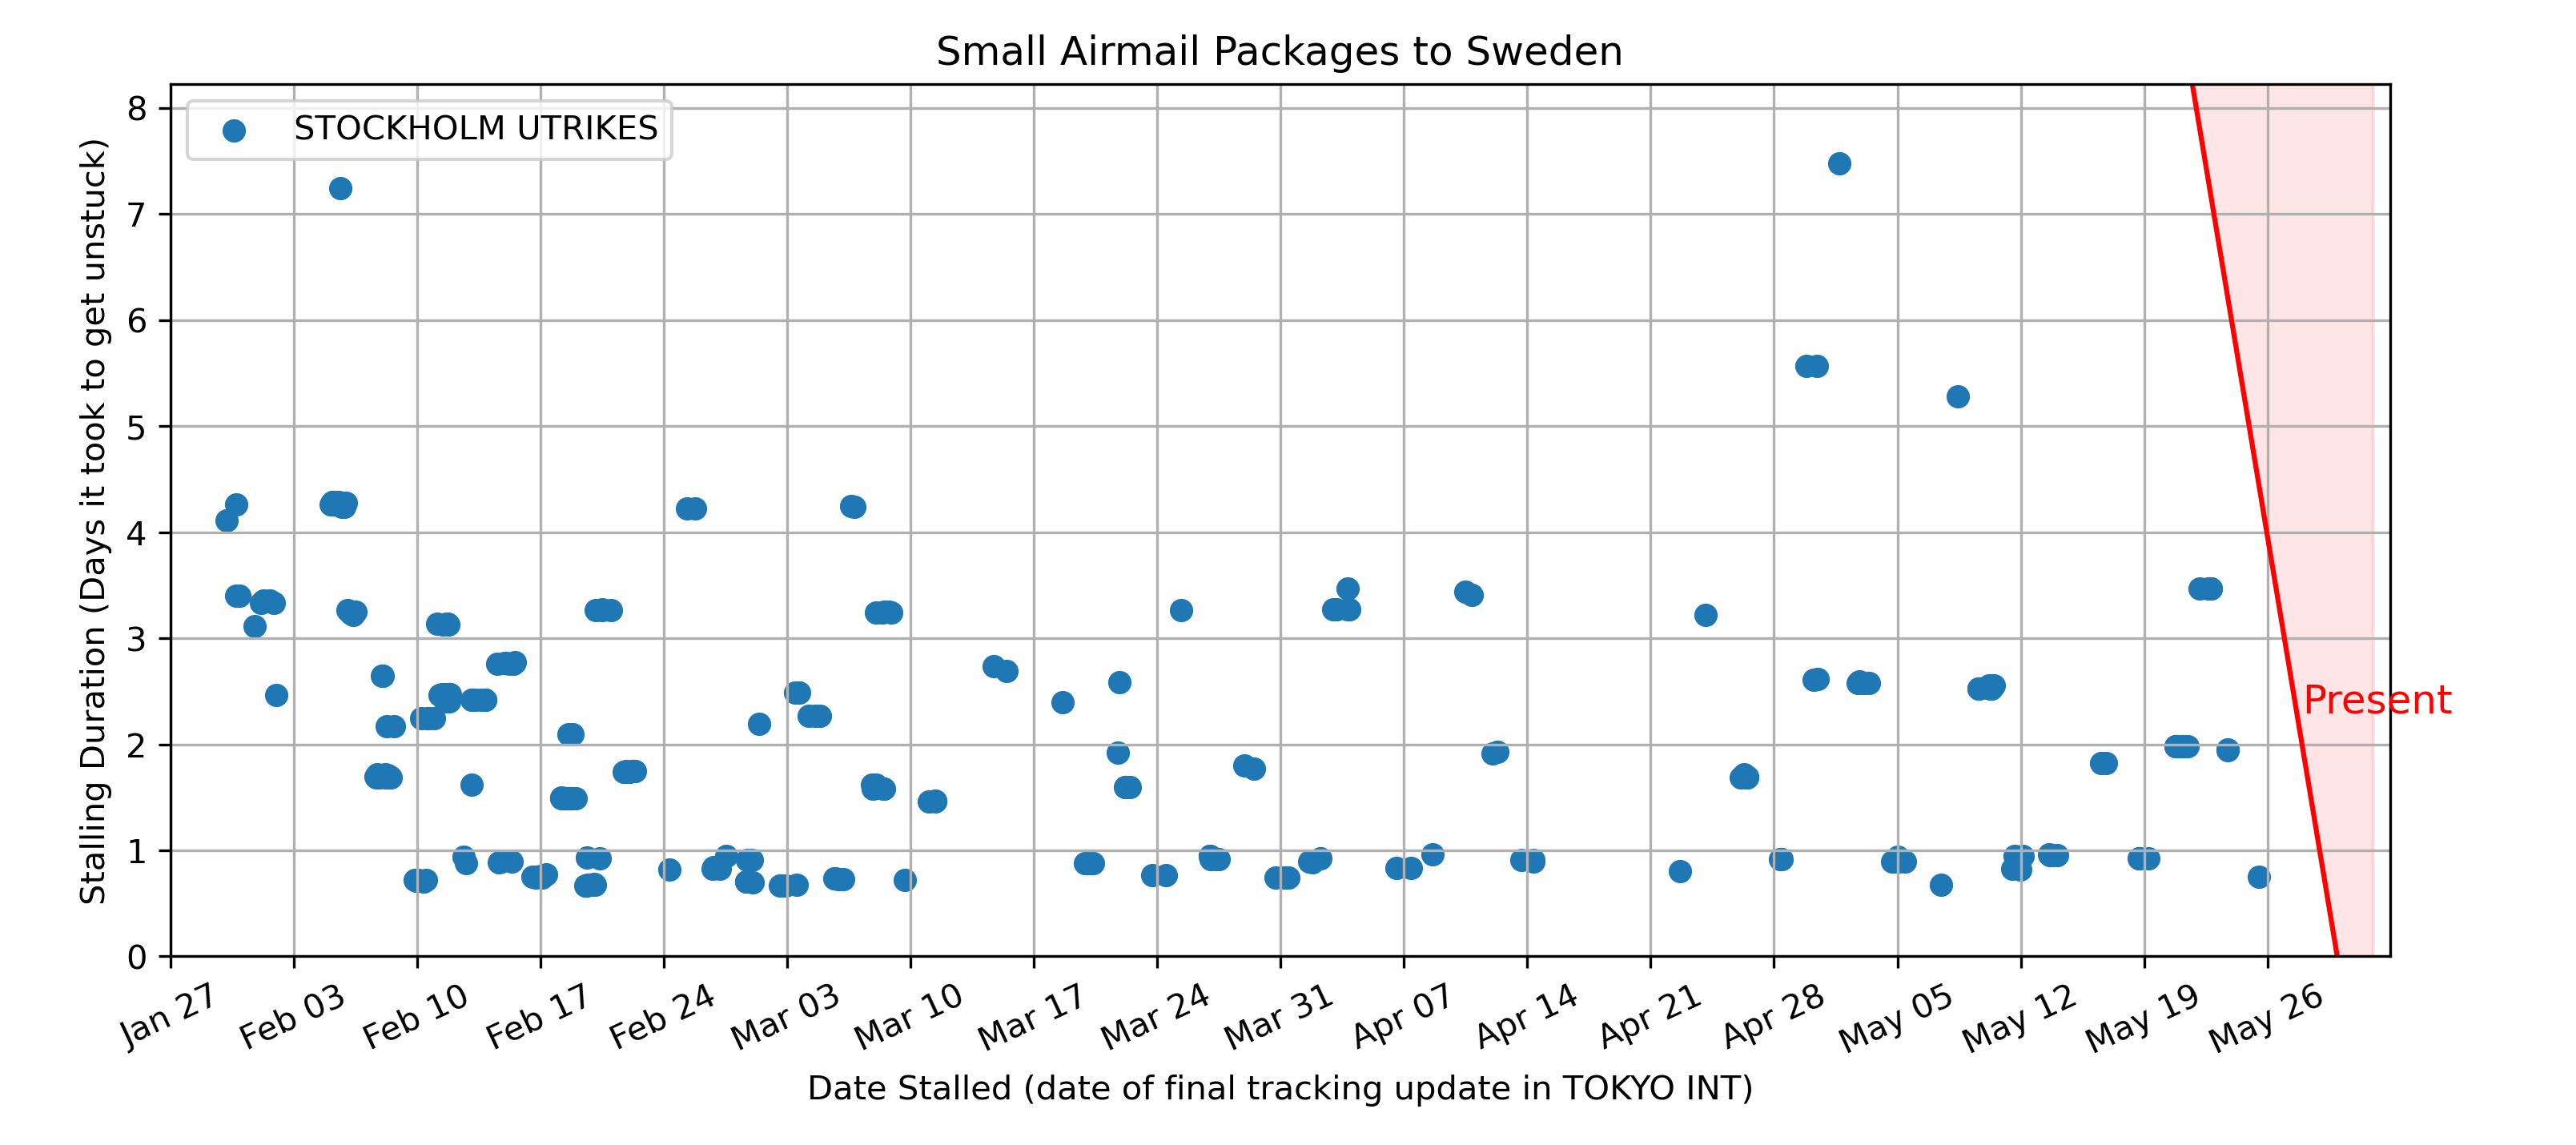 Small Airmail Packages to Sweden
STOCKHOLM UTRIKES
Stalling Duration (Days it took to get unstuck)
8
7
6
5
4
3
2
1
0
Present
Jan 27
Feb 03
Feb 10
Feb 17
Feb 24
Mar 03
Mar 10
Mar 17
Mar 24
Mar 31
Apr 07
Apr 14
Apr 21
Apr 28
May 05
May 12
May 19
May 26
Date Stalled (date of final tracking update in TOKYO INT)